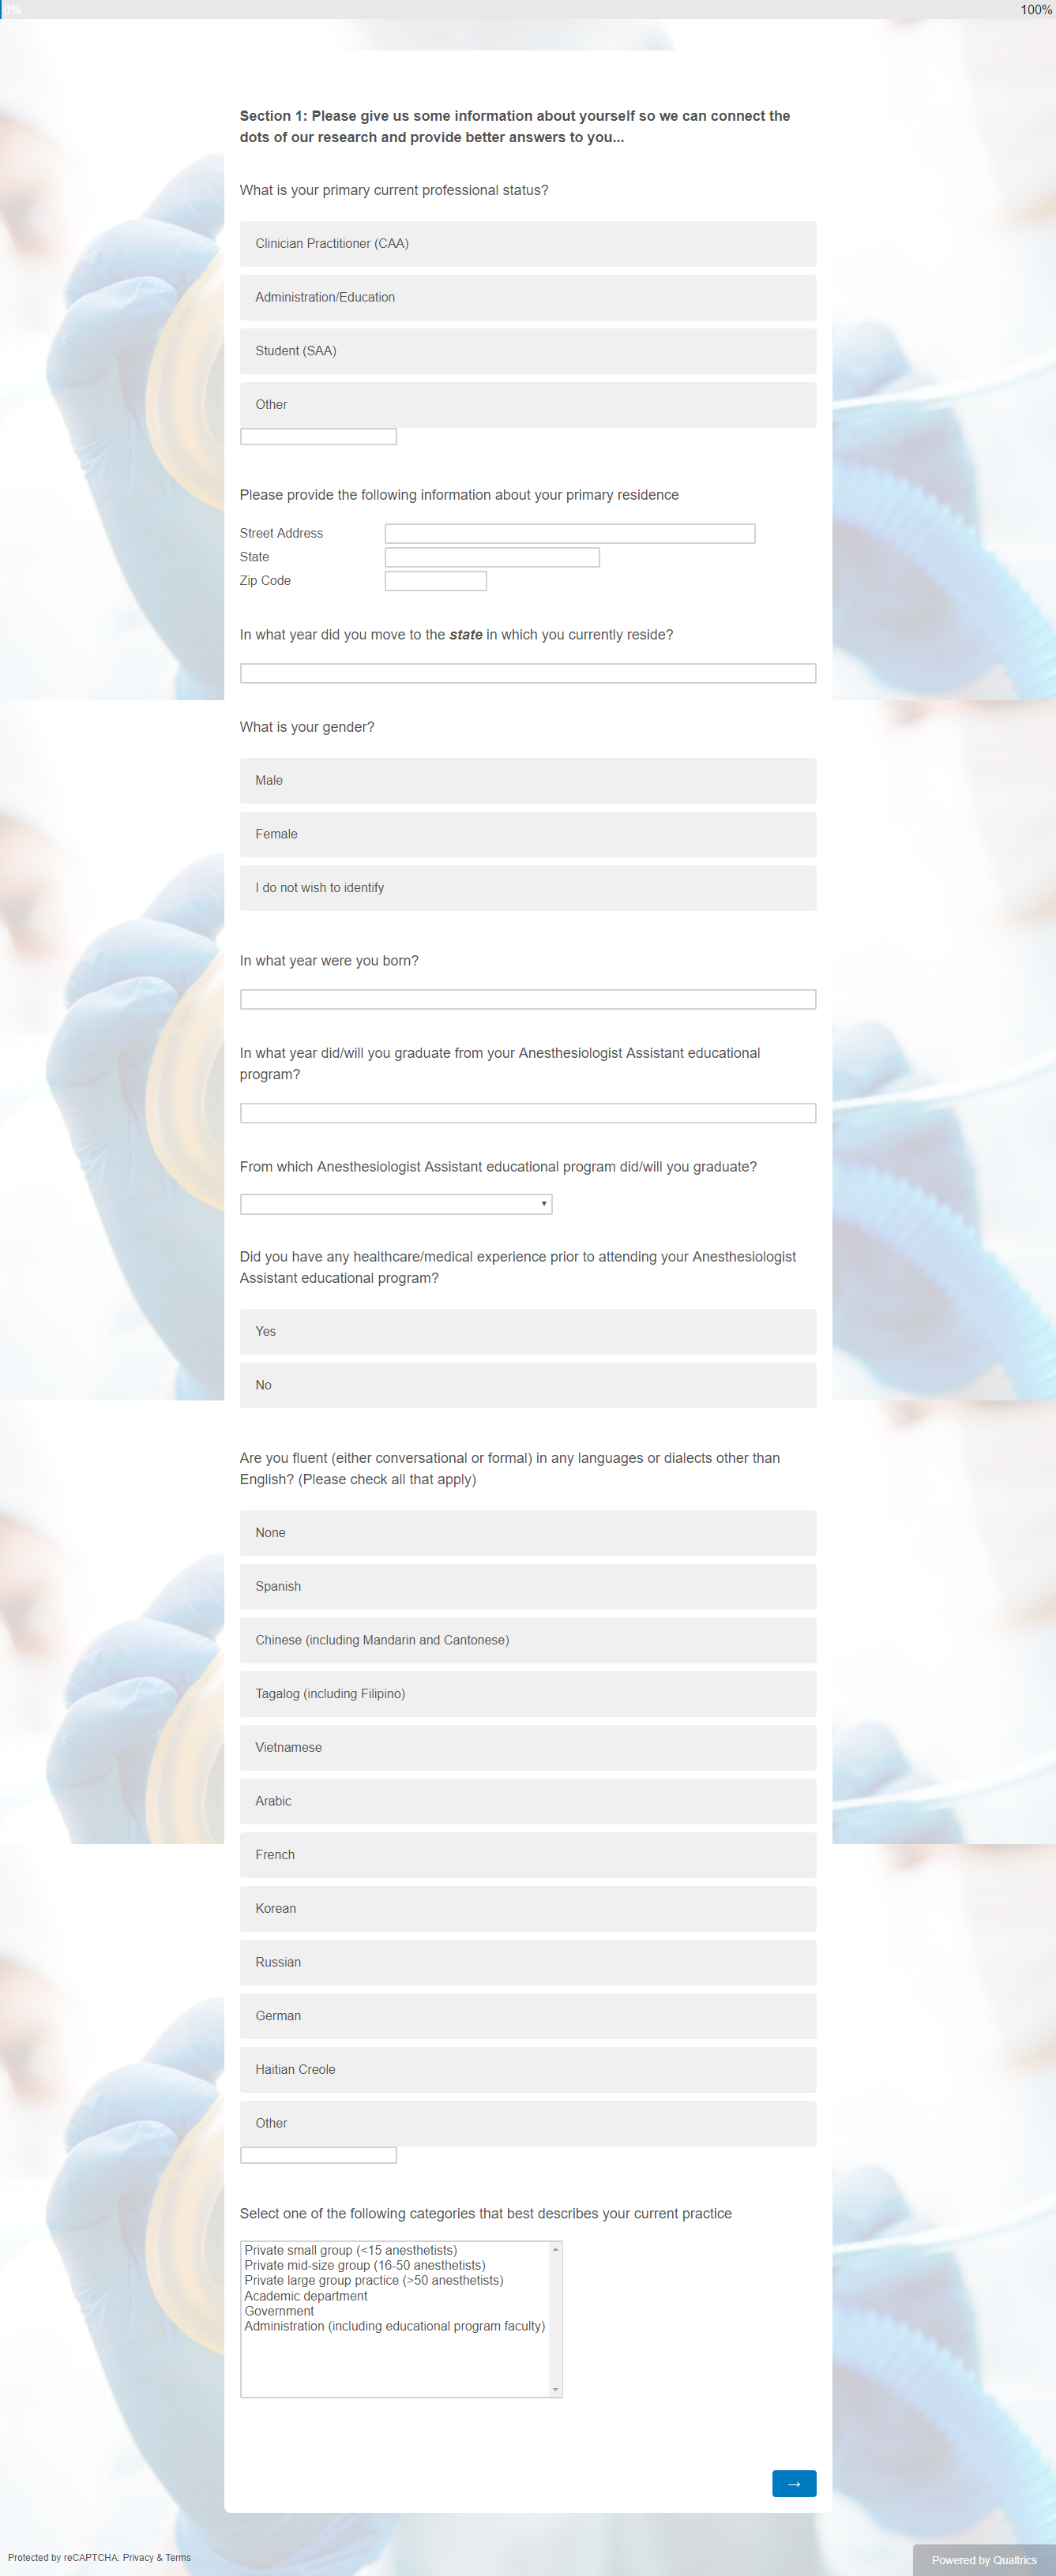 0% 100%
Section 1: Please give us some information about yourself so we can connect the
dots of our research and provide better answers to you...
What is your primary current professional status?
Clinician Practitioner (CAA)
Administration/Education
Student (SAA)
Other
Please provide the following information about your primary residence
Street Address
State
Zip Code
In what year did you move to the state in which you currently reside?
What is your gender?
Male
Female
I do not wish to identify
In what year were you born?
In what year did/will you graduate from your Anesthesiologist Assistant educational
program?
From which Anesthesiologist Assistant educational program did/will you graduate?
Did you have any healthcare/medical experience prior to attending your Anesthesiologist
Assistant educational program?
Yes
No
Are you fluent (either conversational or formal) in any languages or dialects other than
English? (Please check all that apply)
None
Spanish
Chinese (including Mandarin and Cantonese)
Tagalog (including Filipino)
Vietnamese
Arabic
French
Korean
Russian
German
Haitian Creole
Other
Select one of the following categories that best describes your current practice
Private small group (<15 anesthetists)
Private mid-size group (16-50 anesthetists)
Private large group practice (>50 anesthetists)
Academic department
Government
Administration (including educational program faculty)
→
Protected by reCAPTCHA: Privacy & Terms
Powered by Qualtrics